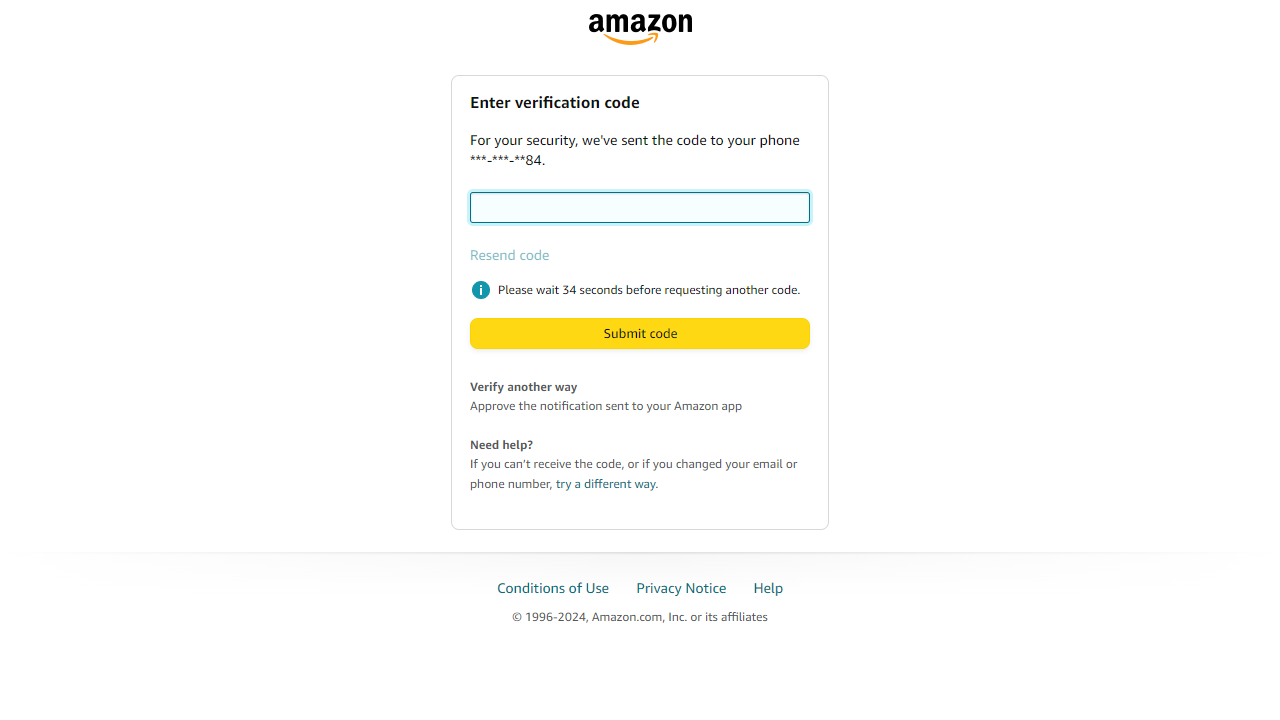 amazon
Enter verification code
For your security, we've sent the code to your phone
***-***-**84.
Resend code
i Please wait 34 seconds before requesting another code.
Submit code
Verify another way
Approve the notification sent to your Amazon app
Need help?
If you can't receive the code, or if you changed your email or
phone number, try a different way.
Conditions of Use Privacy Notice Help
© 1996-2024, Amazon.com, Inc. or its affiliates